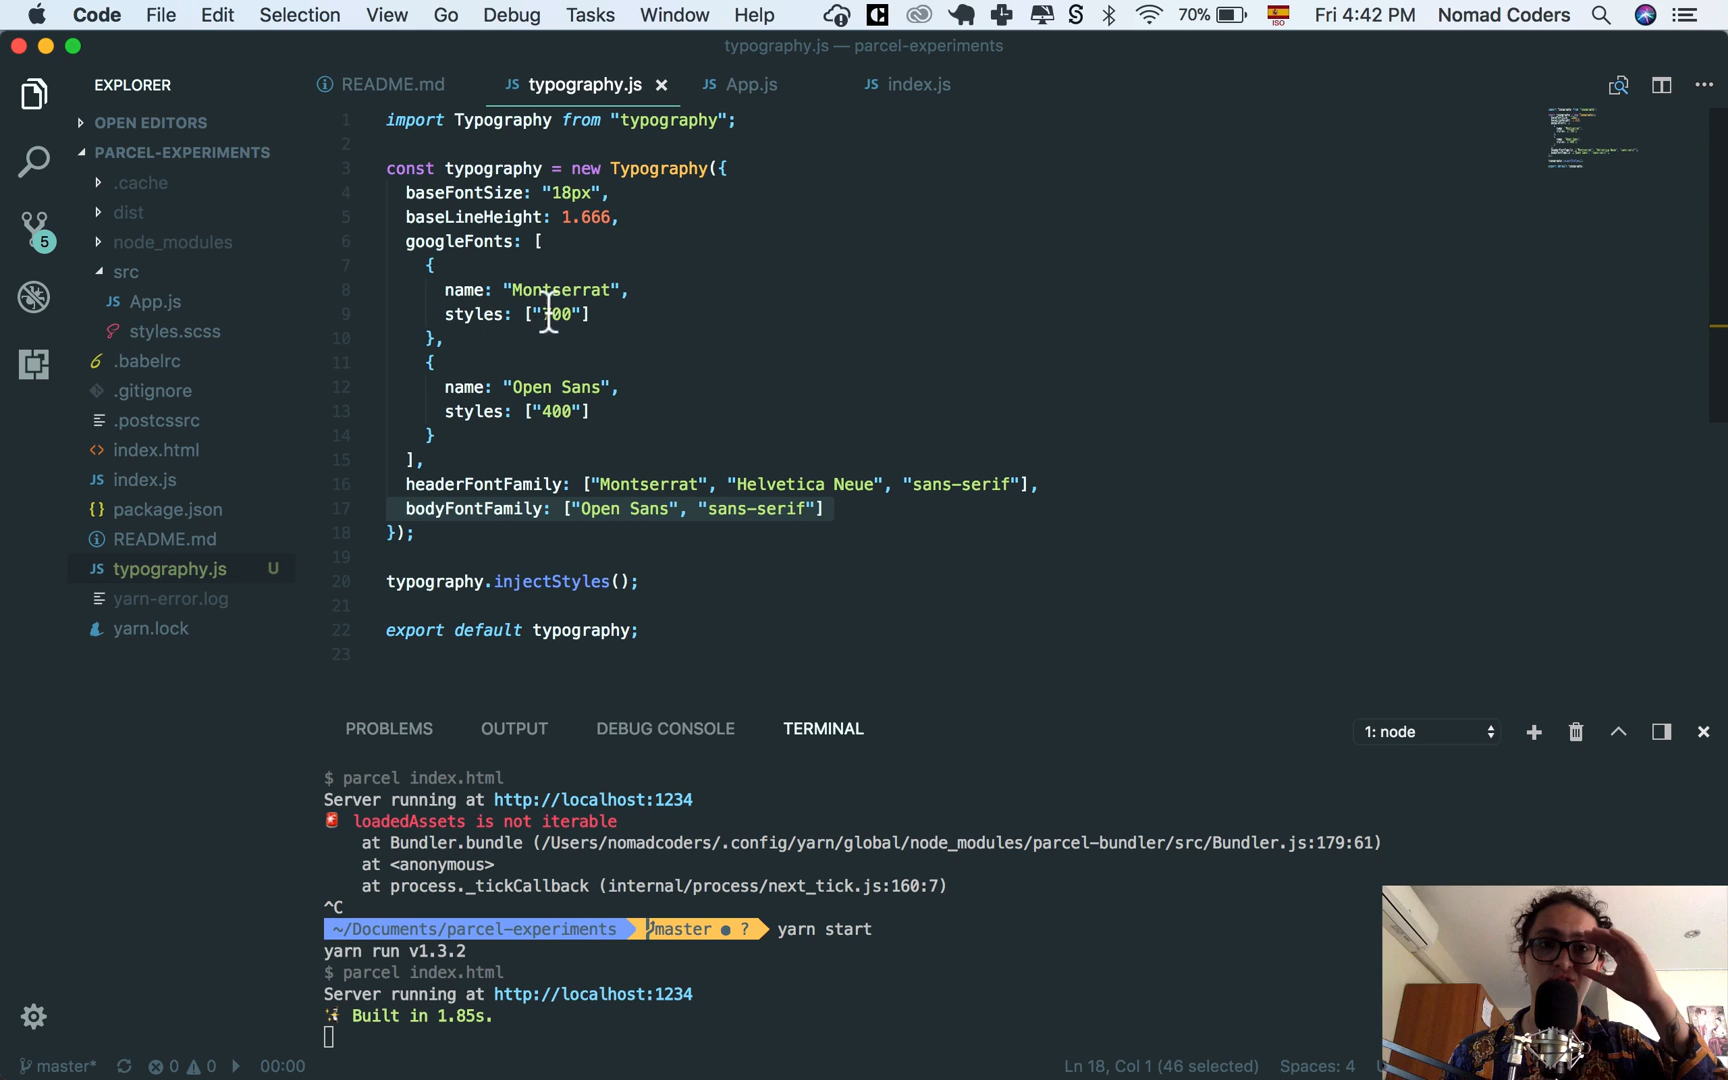 Code File Edit Selection View Go Debug Tasks Window Help 70% ISO Fri 4:42 PM Nomad Coders
typography.js — parcel-experiments
EXPLORER
OPEN EDITORS
PARCEL-EXPERIMENTS
.cache
dist
node_modules
src
JS App.js
styles.scss
.babelrc
.gitignore
.postcssrc
<> index.html
JS index.js
{} package.json
README.md
JS typography.js U
yarn-error.log
yarn.lock
5
README.md JS typography.js × JS App.js JS index.js
1 import Typography from "typography";
2
3 const typography = new Typography({
4 baseFontSize: "18px",
5 baseLineHeight: 1.666,
6 googleFonts: [
7 {
8 name: "Montserrat",
9 styles: ["700"]
10 },
11 {
12 name: "Open Sans",
13 styles: ["400"]
14 }
15 ],
16 headerFontFamily: ["Montserrat", "Helvetica Neue", "sans-serif"],
17 bodyFontFamily: ["Open Sans", "sans-serif"]
18 });
19
20 typography.injectStyles();
21
22 export default typography;
23
PROBLEMS OUTPUT DEBUG CONSOLE TERMINAL 1: node
$ parcel index.html
Server running at http://localhost:1234
loadedAssets is not iterable
at Bundler.bundle (/Users/nomadcoders/.config/yarn/global/node_modules/parcel-bundler/src/Bundler.js:179:61)
at <anonymous>
at process._tickCallback (internal/process/next_tick.js:160:7)
^C
~/Documents/parcel-experiments master ● ? yarn start
yarn run v1.3.2
$ parcel index.html
Server running at http://localhost:1234
Built in 1.85s.
master* 0 0 00:00 Ln 18, Col 1 (46 selected) Spaces: 4